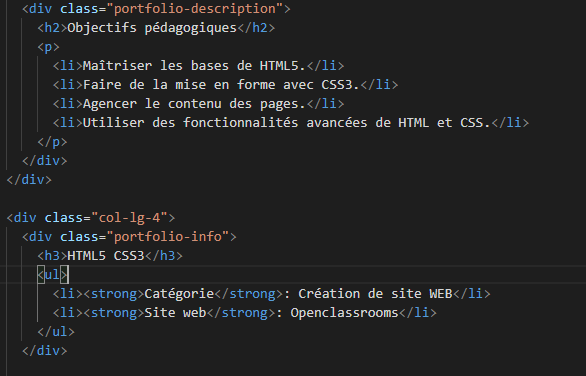 <div class="portfolio-description">
<h2>Objectifs pédagogiques</h2>
<p>
<li>Maîtriser les bases de HTML5.</li>
<li>Faire de la mise en forme avec CSS3.</li>
<li>Agencer le contenu des pages.</li>
<li>Utiliser des fonctionnalités avancées de HTML et CSS.</li>
</p>
</div>
</div>
<div class="col-lg-4">
<div class="portfolio-info">
<h3>HTML5 CSS3</h3>
<ul>
<li><strong>Catégorie</strong>: Création de site WEB</li>
<li><strong>Site web</strong>: Openclassrooms</li>
</ul>
</div>